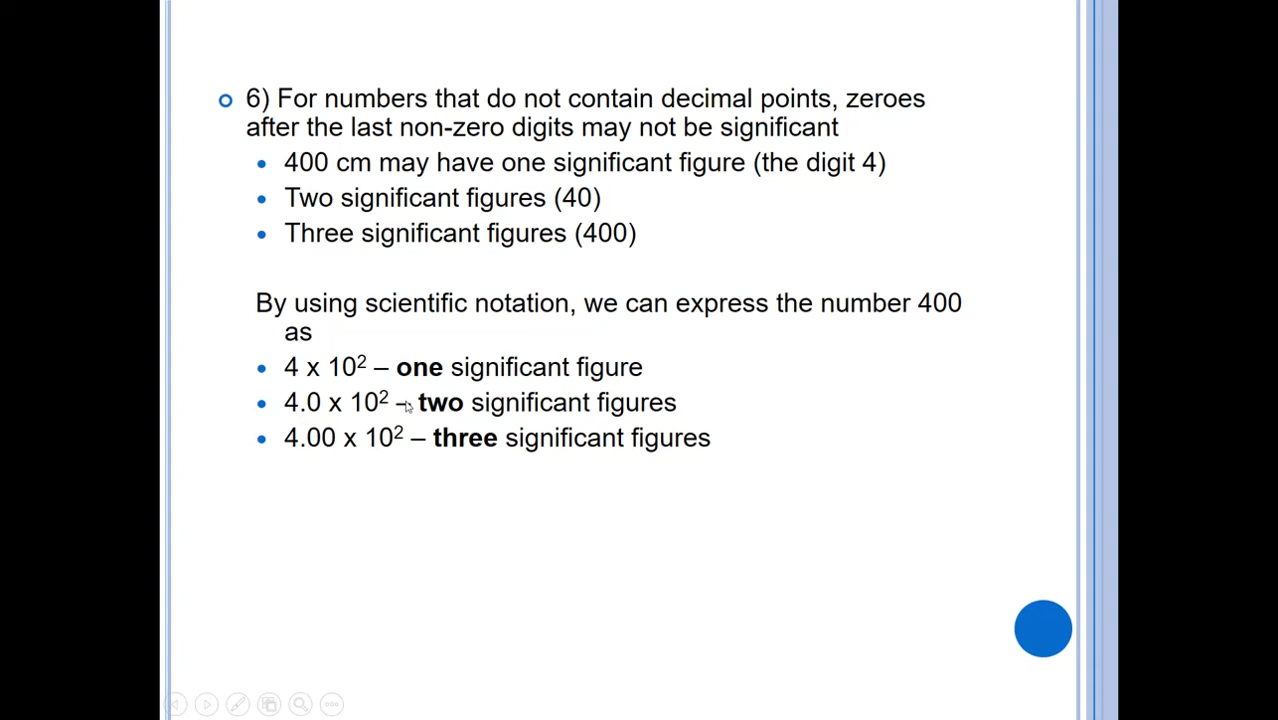 6) For numbers that do not contain decimal points, zeroes
after the last non-zero digits may not be significant
400 cm may have one significant figure (the digit 4)
Two significant figures (40)
Three significant figures (400)
By using scientific notation, we can express the number 400
as
4 x 10² – one significant figure
4.0 x 10² – two significant figures
4.00 x 10² – three significant figures